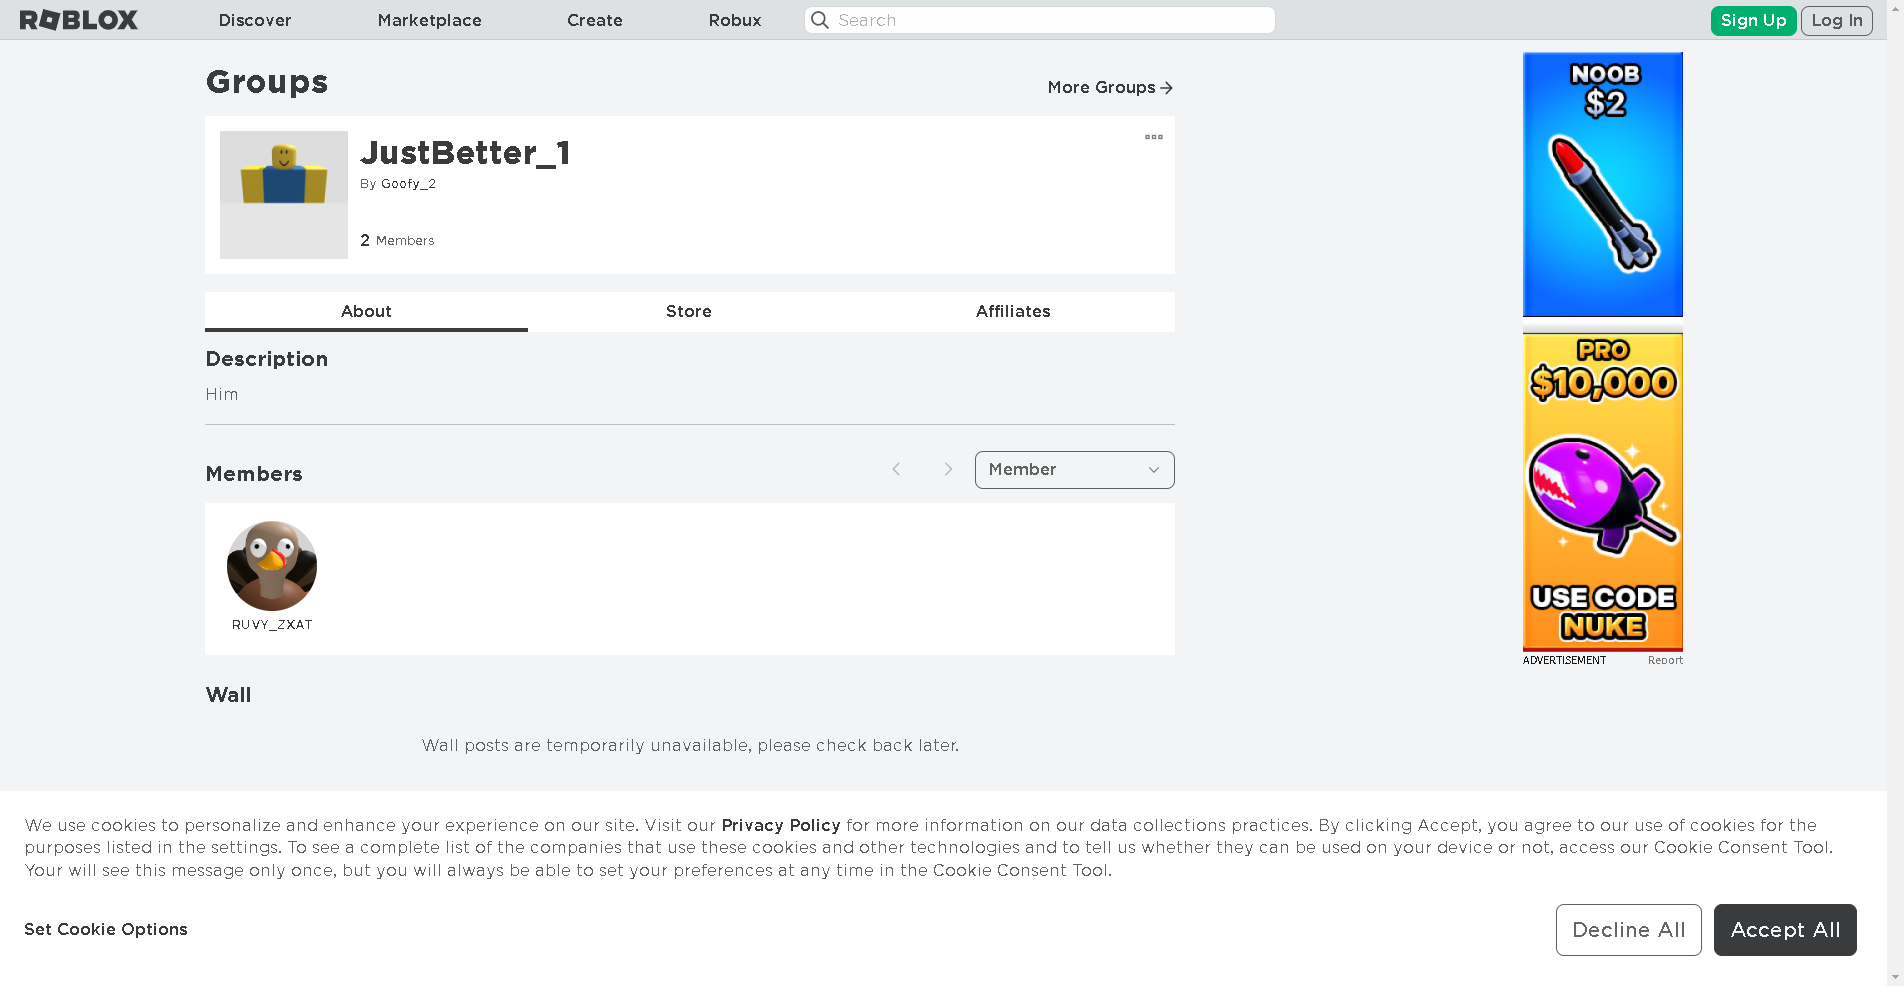 ROBLOX
Discover
Marketplace
Create
Robux
Search
Sign Up
Log In
Groups
More Groups
JustBetter_1
By Goofy_2
2 Members
About
Store
Affiliates
Description
Him
Members
Member
RUVY_ZXAT
Wall
Wall posts are temporarily unavailable, please check back later.
NOOB
$2
PRO
$10,000
USE CODE
NUKE
ADVERTISEMENT
Report
We use cookies to personalize and enhance your experience on our site. Visit our Privacy Policy for more information on our data collections practices. By clicking Accept, you agree to our use of cookies for the
purposes listed in the settings. To see a complete list of the companies that use these cookies and other technologies and to tell us whether they can be used on your device or not, access our Cookie Consent Tool.
Your will see this message only once, but you will always be able to set your preferences at any time in the Cookie Consent Tool.
Set Cookie Options
Decline All
Accept All